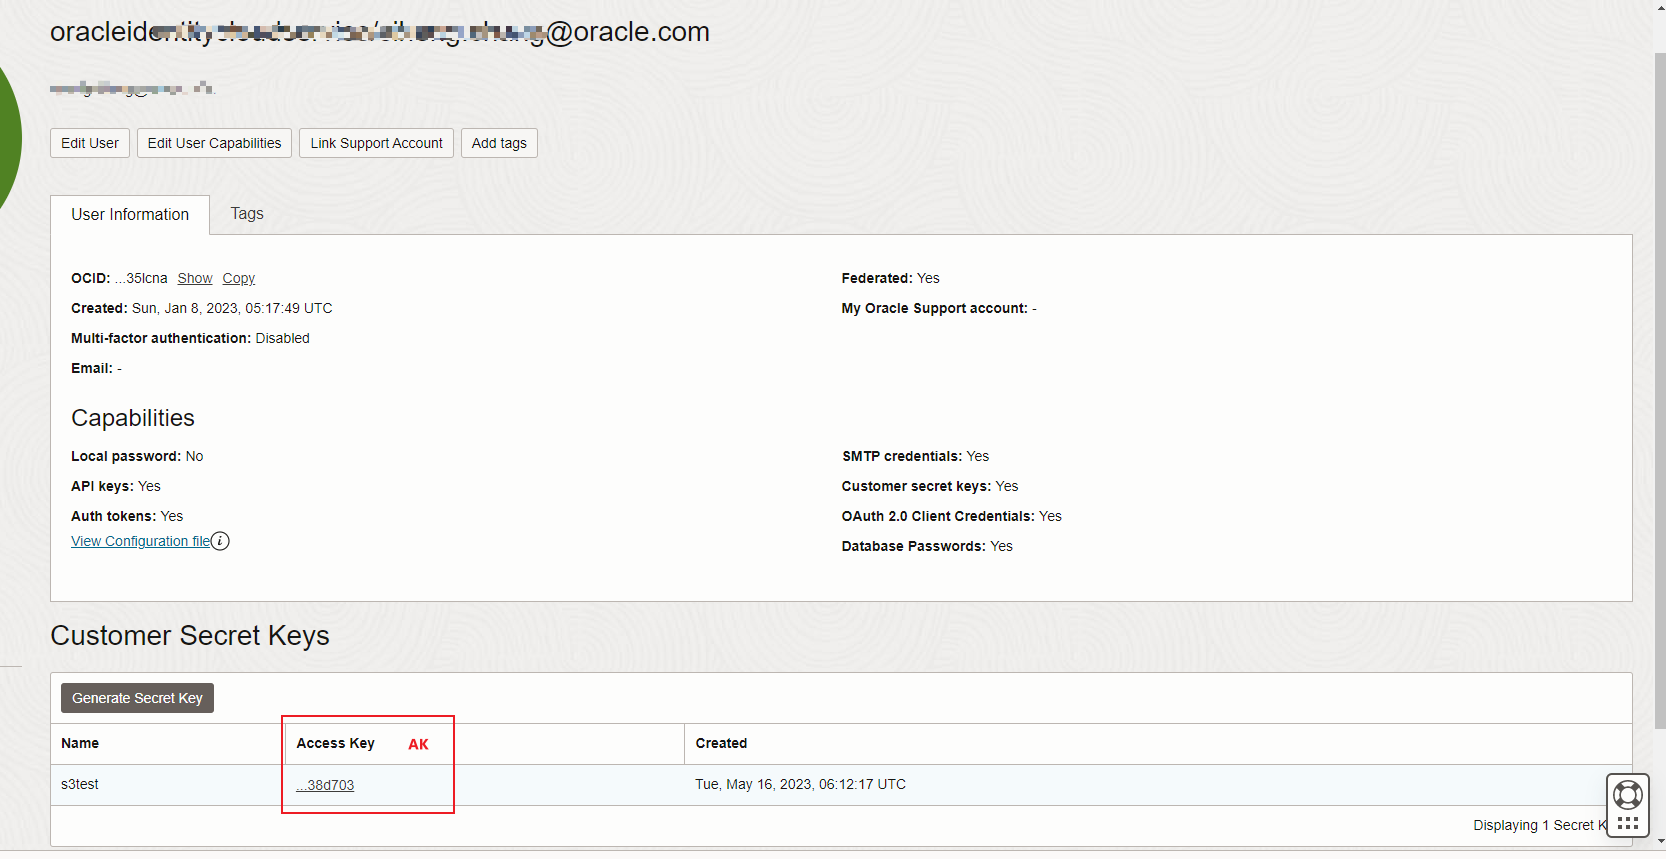 @oracle.com
Edit User Edit User Capabilities Link Support Account Add tags
User Information Tags
OCID: ...35lcna Show Copy
Created: Sun, Jan 8, 2023, 05:17:49 UTC
Multi-factor authentication: Disabled
Email: -
Federated: Yes
My Oracle Support account: -
Capabilities
Local password: No
API keys: Yes
Auth tokens: Yes
View Configuration file i
SMTP credentials: Yes
Customer secret keys: Yes
OAuth 2.0 Client Credentials: Yes
Database Passwords: Yes
Customer Secret Keys
Generate Secret Key
Name Access Key AK Created
s3test ...38d703 Tue, May 16, 2023, 06:12:17 UTC
Displaying 1 Secret K